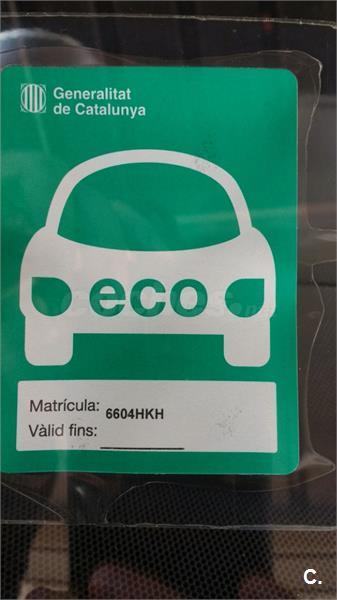 Generalitat
de Catalunya
eco
Matrícula: 6604HKH
Vàlid fins:
C.